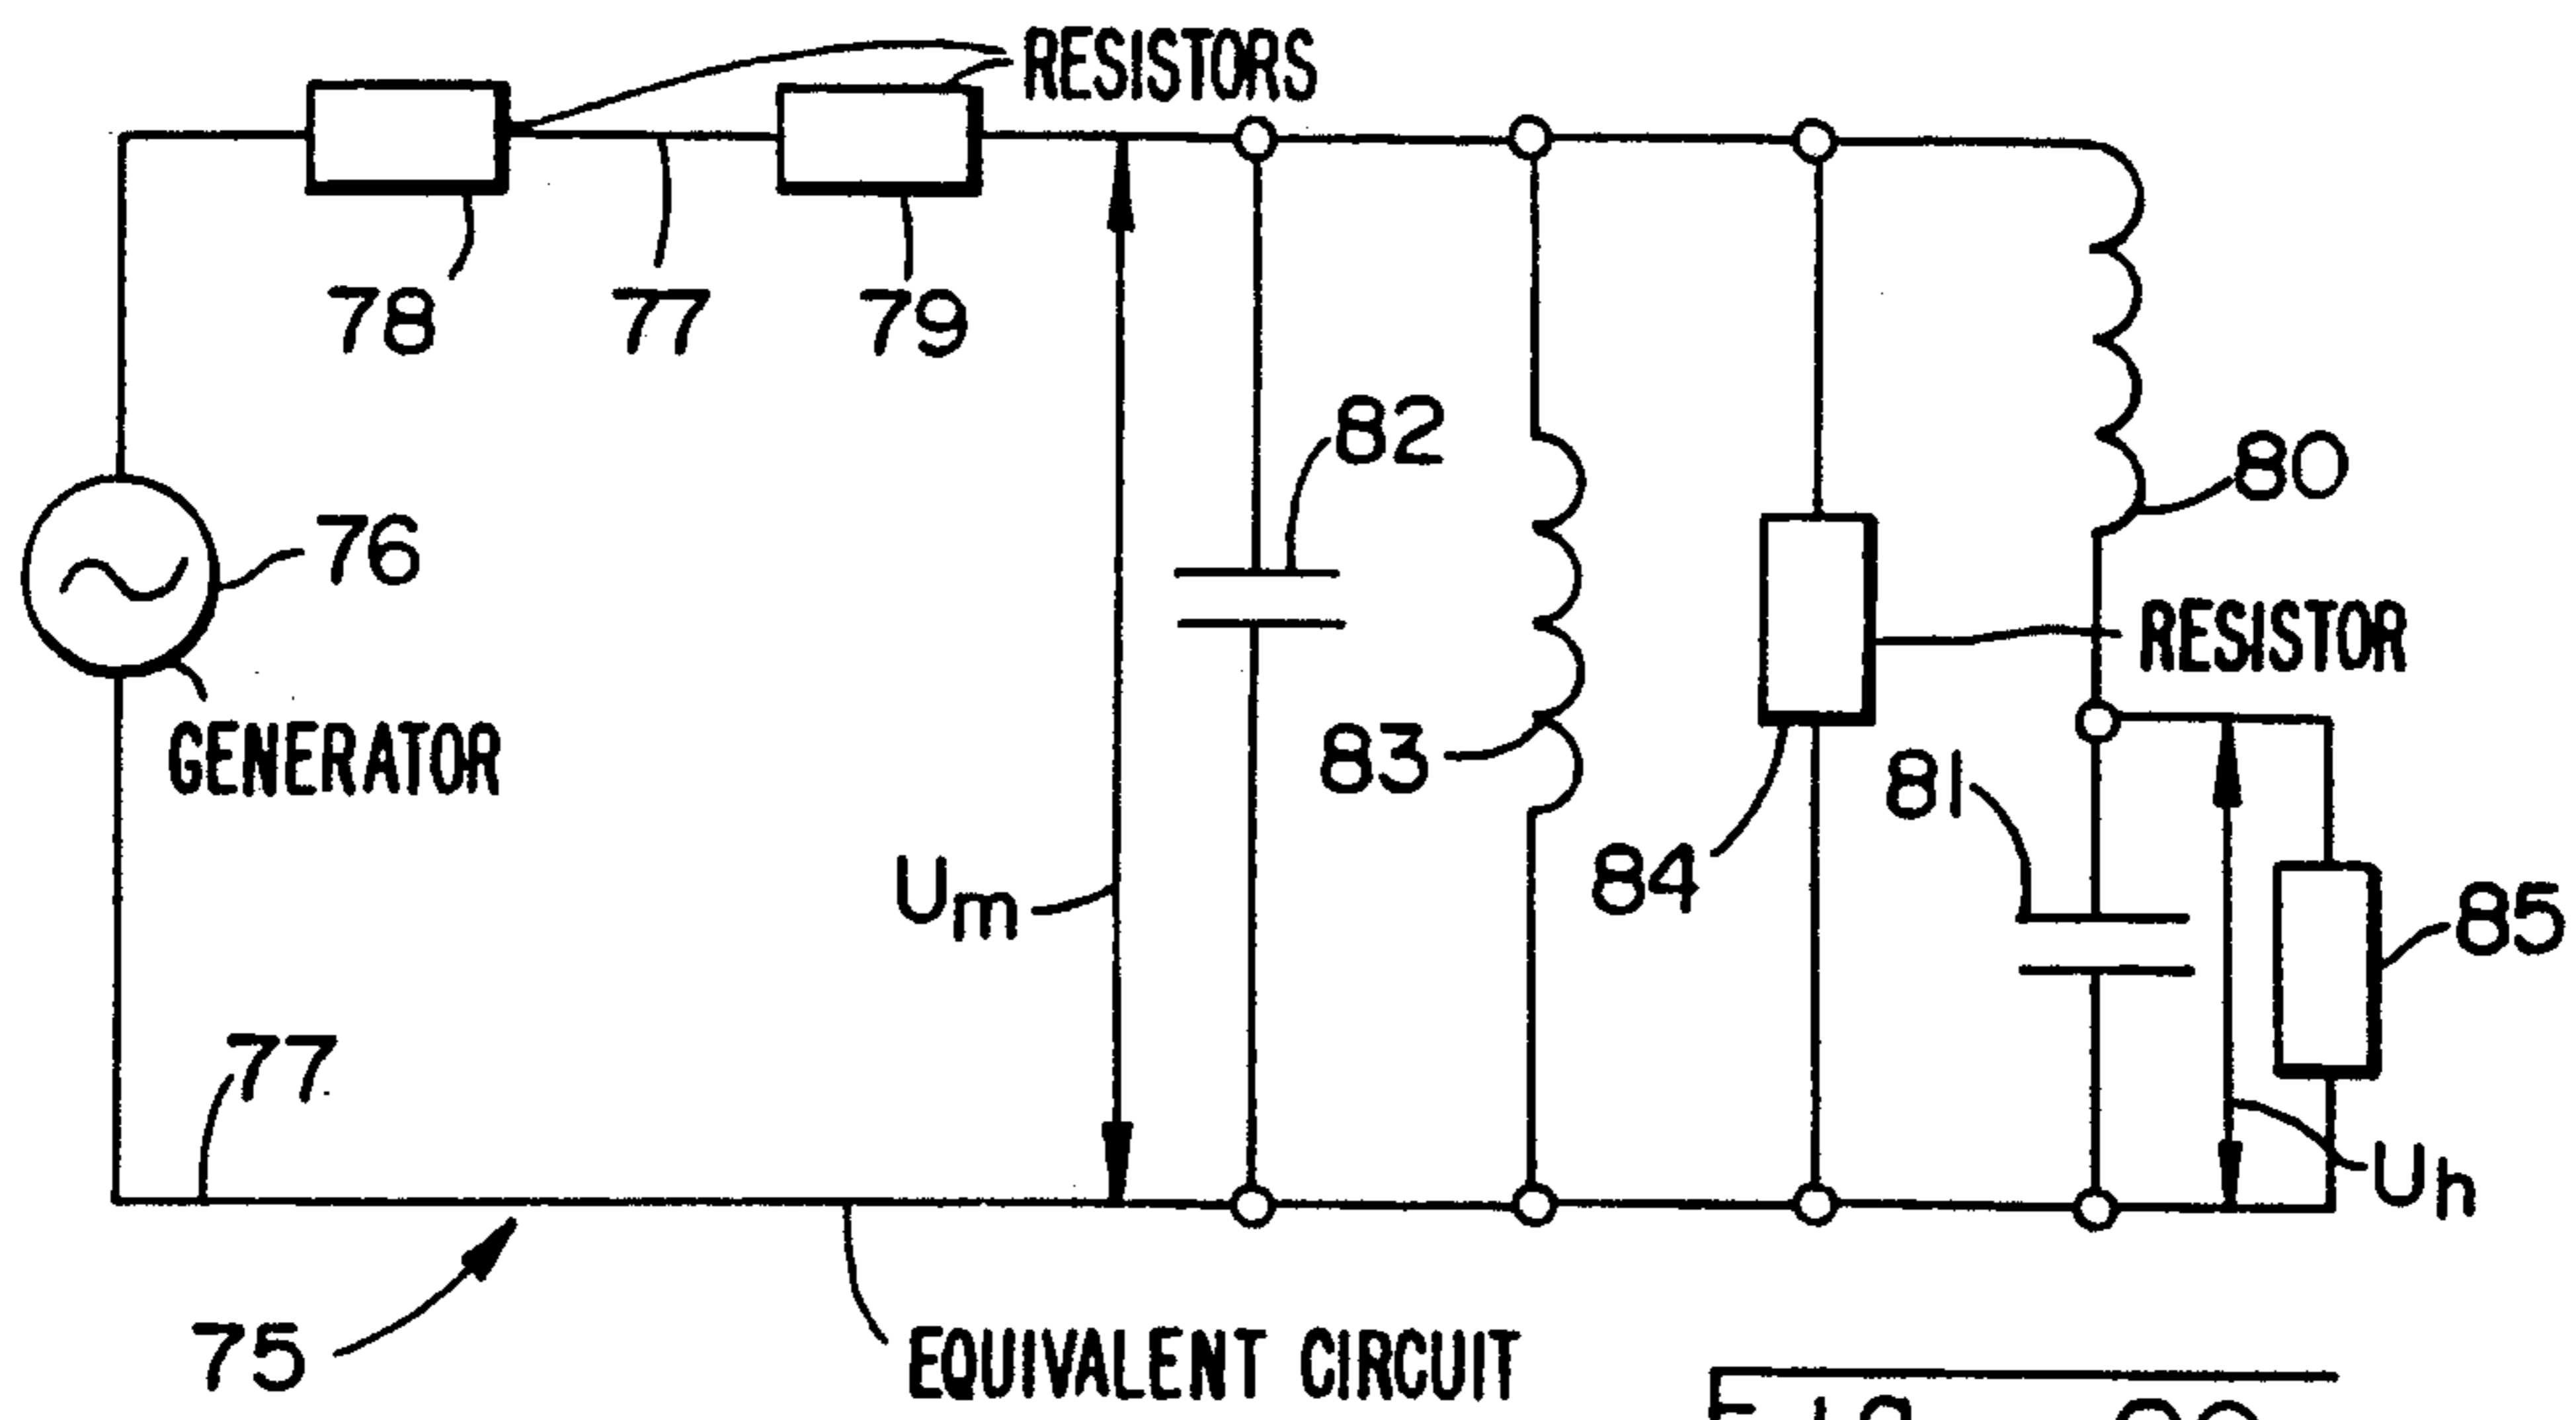 RESISTORS
78
77
79
82
80
76
RESISTOR
GENERATOR
83
81
84
Um
85
77
Uh
75
EQUIVALENT CIRCUIT